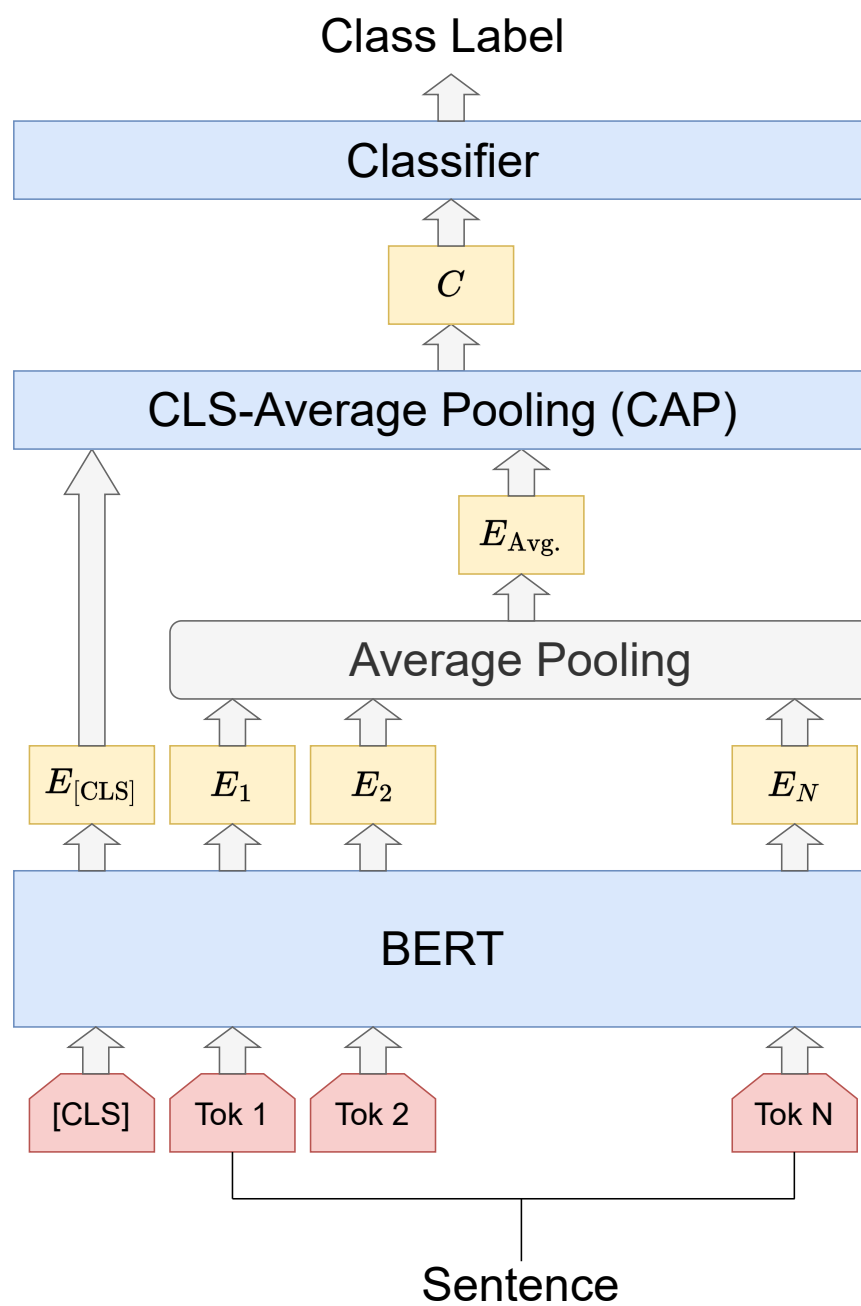 Class Label
Classifier
C
CLS-Average Pooling (CAP)
E_Avg.
Average Pooling
E_[CLS] E_1 E_2 E_N
BERT
[CLS] Tok 1 Tok 2 Tok N
Sentence